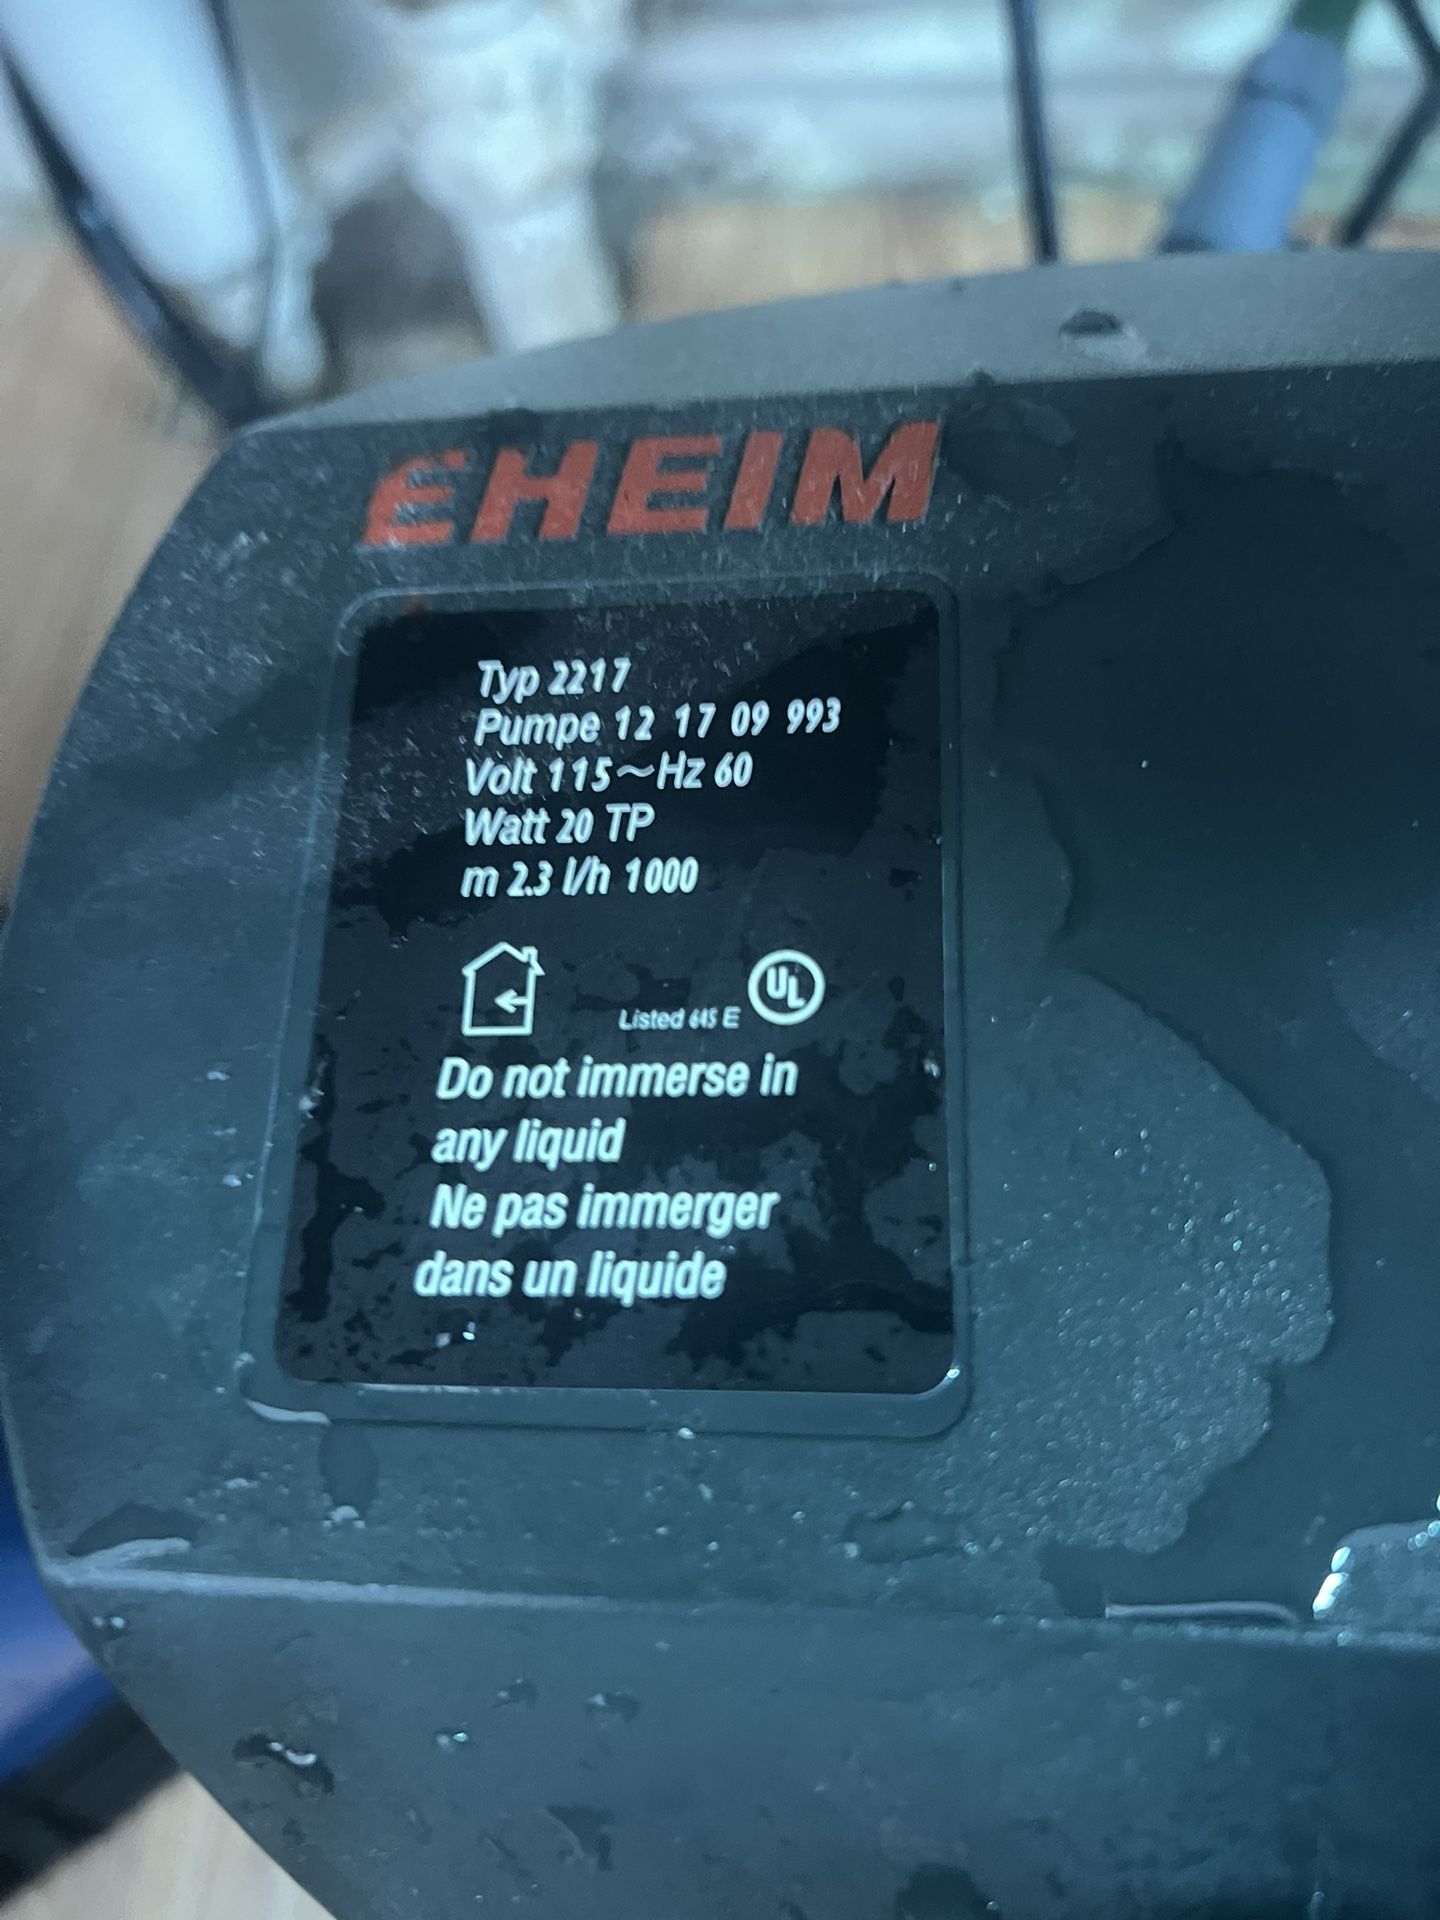 EHEIM
Typ 2217
Pumpe 12 17 09 993
Volt 115~Hz 60
Watt 20 TP
m 2.3 l/h 1000
Listed 645 E UL
Do not immerse in
any liquid
Ne pas immerger
dans un liquide